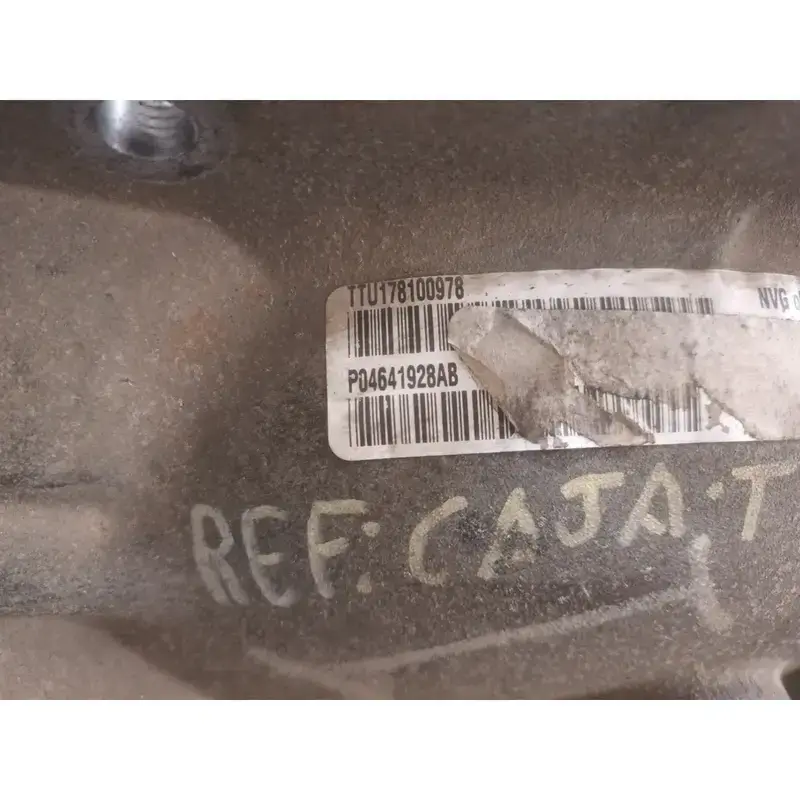 TTU178100978
NVG
P04641928AB
REF: CAJA.T